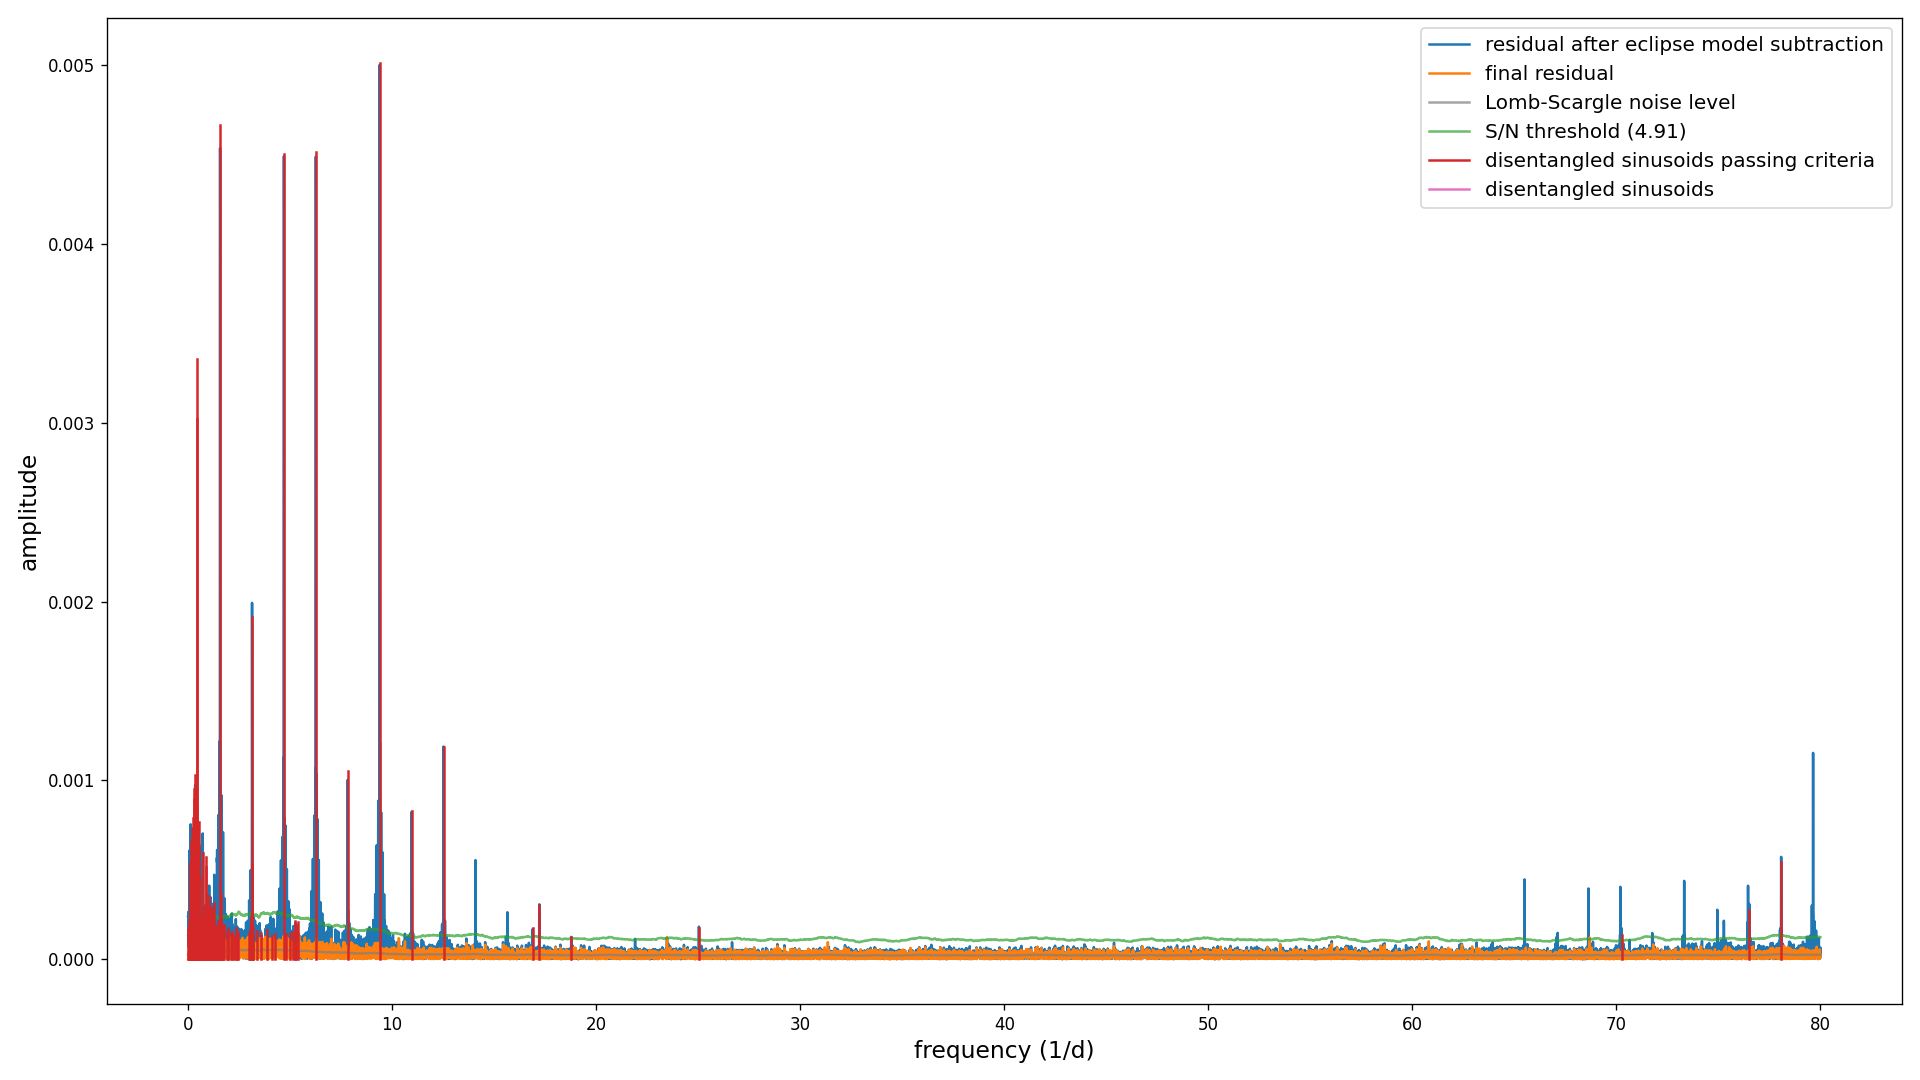 residual after eclipse model subtraction
final residual
Lomb-Scargle noise level
S/N threshold (4.91)
disentangled sinusoids passing criteria
disentangled sinusoids
0.005
0.004
0.003
0.002
0.001
0.000
amplitude
0 10 20 30 40 50 60 70 80
frequency (1/d)